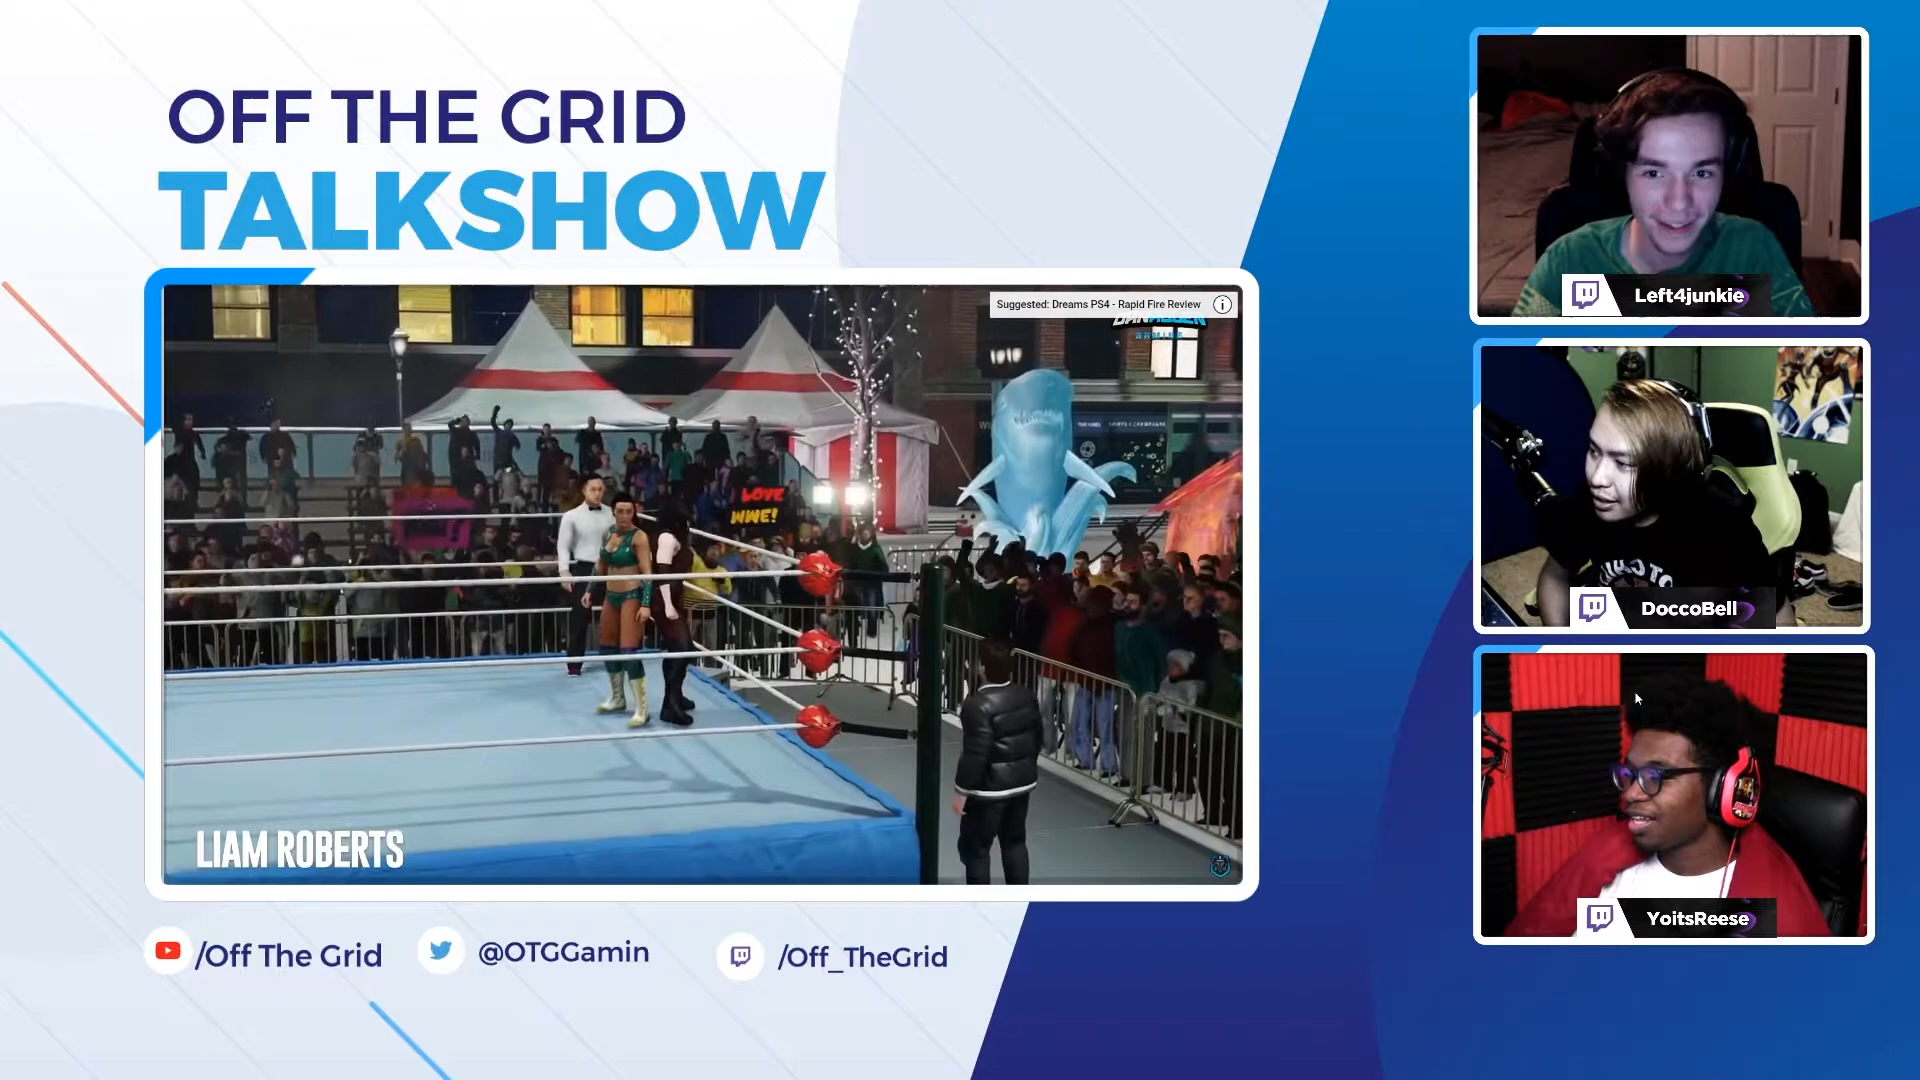 OFF THE GRID
TALKSHOW
Suggested: Dreams PS4 - Rapid Fire Review
GAMING
LOVE
WWE!
LIAM ROBERTS
/Off The Grid
@OTGGamin
/Off_TheGrid
Left4junkie
DoccoBell
YoitsReese